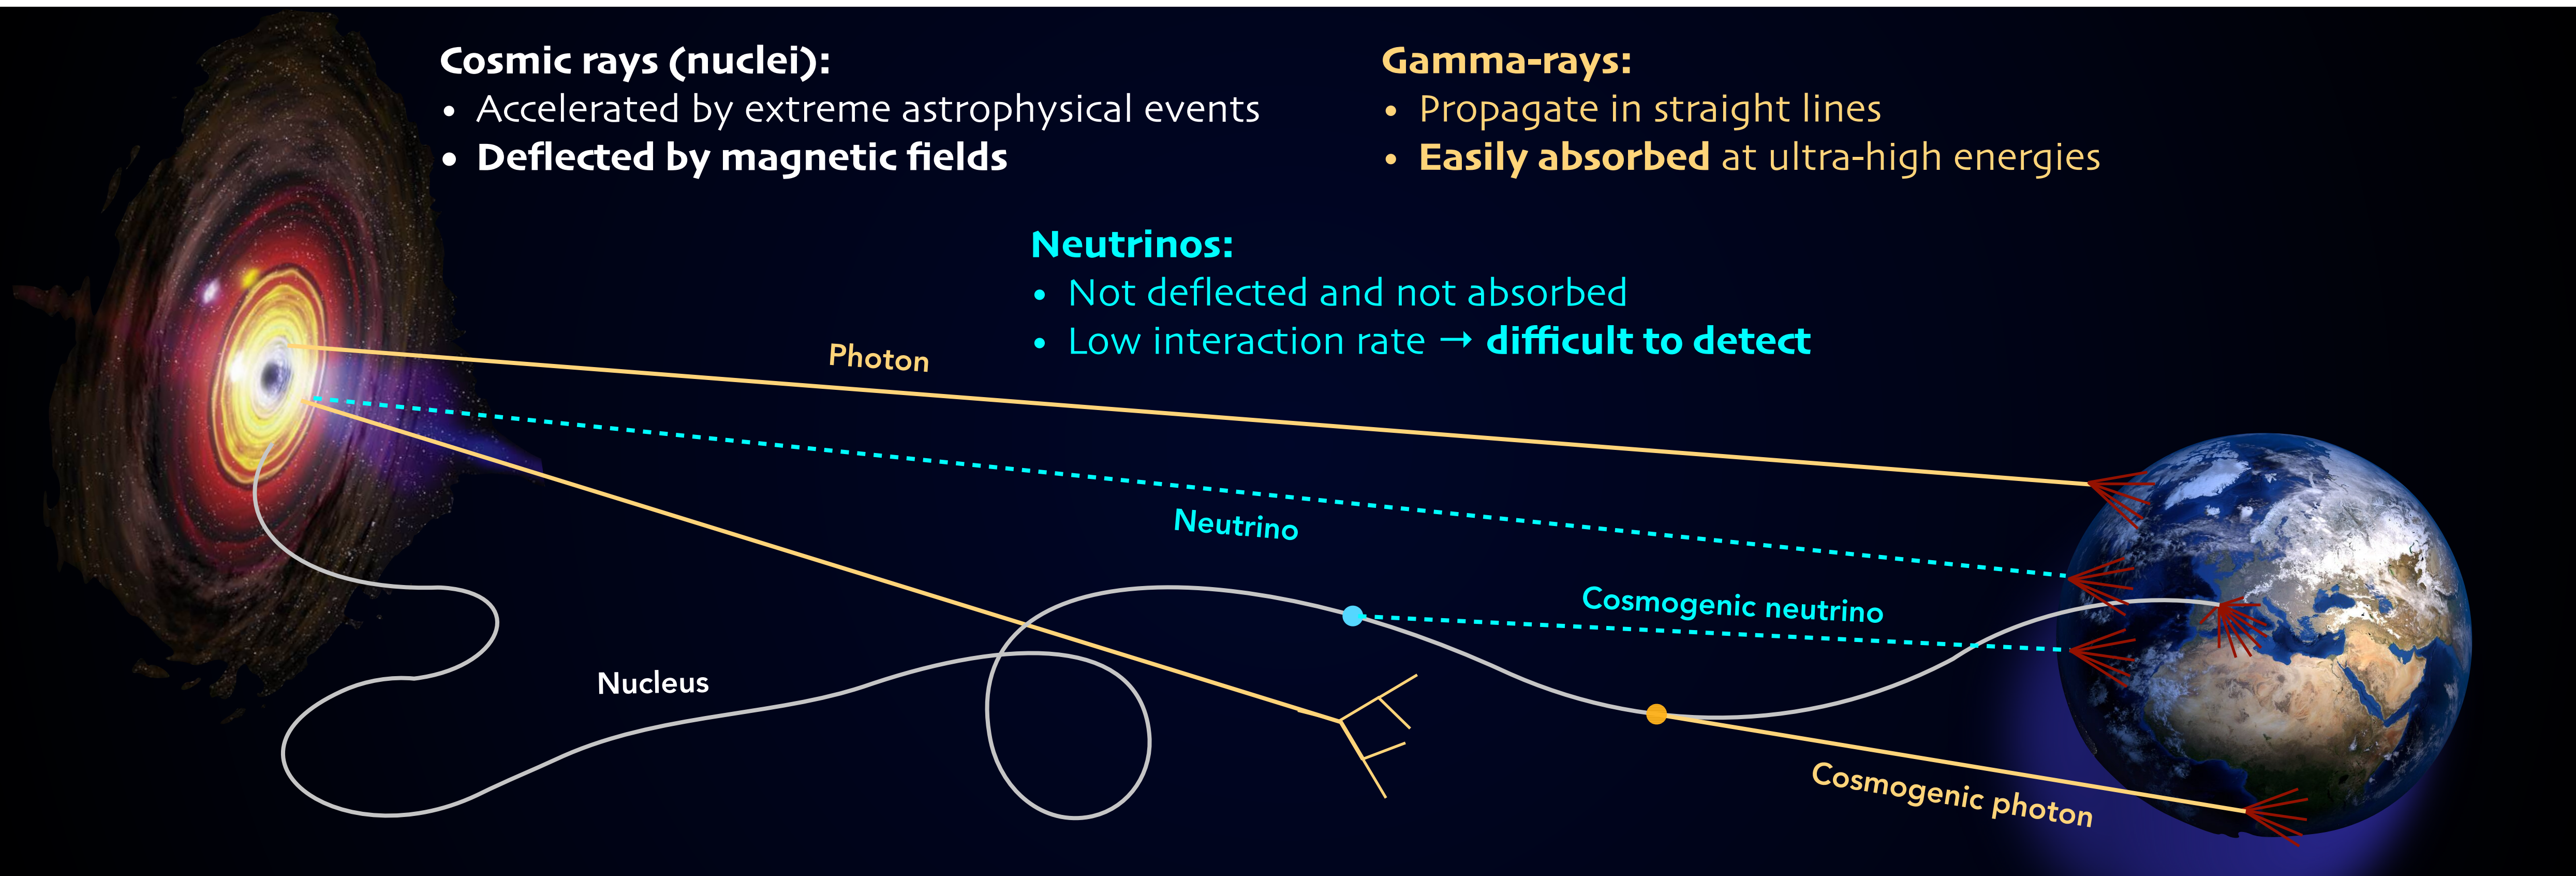 Cosmic rays (nuclei):
• Accelerated by extreme astrophysical events
• Deflected by magnetic fields
Gamma-rays:
• Propagate in straight lines
• Easily absorbed at ultra-high energies
Neutrinos:
• Not deflected and not absorbed
• Low interaction rate → difficult to detect
Photon
Neutrino
Cosmogenic neutrino
Nucleus
Cosmogenic photon